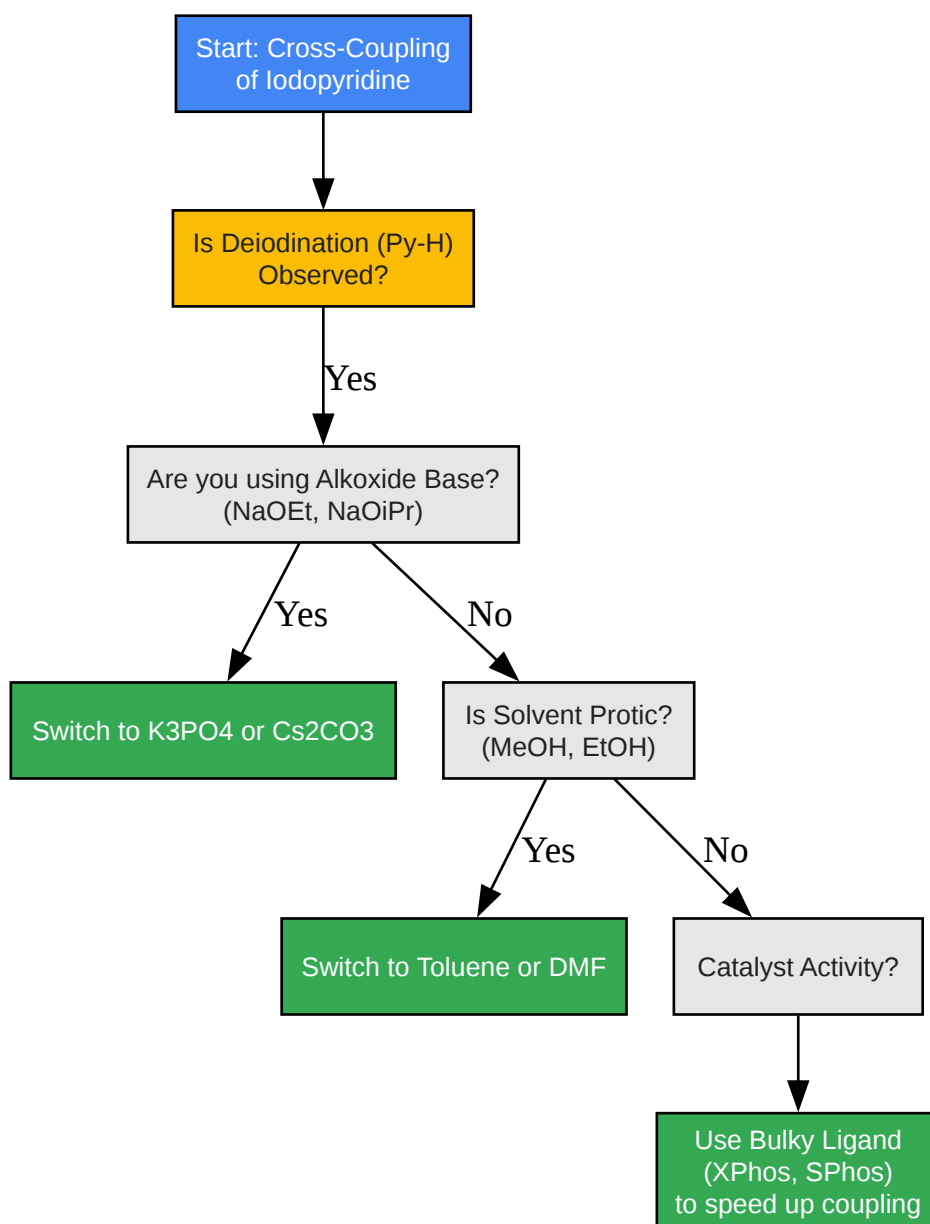 Start: Cross-Coupling
of Iodopyridine
Is Deiodination (Py-H)
Observed?
Yes
Are you using Alkoxide Base?
(NaOEt, NaOiPr)
Yes
No
Switch to K3PO4 or Cs2CO3
Is Solvent Protic?
(MeOH, EtOH)
Yes
No
Switch to Toluene or DMF
Catalyst Activity?
Use Bulky Ligand
(XPhos, SPhos)
to speed up coupling